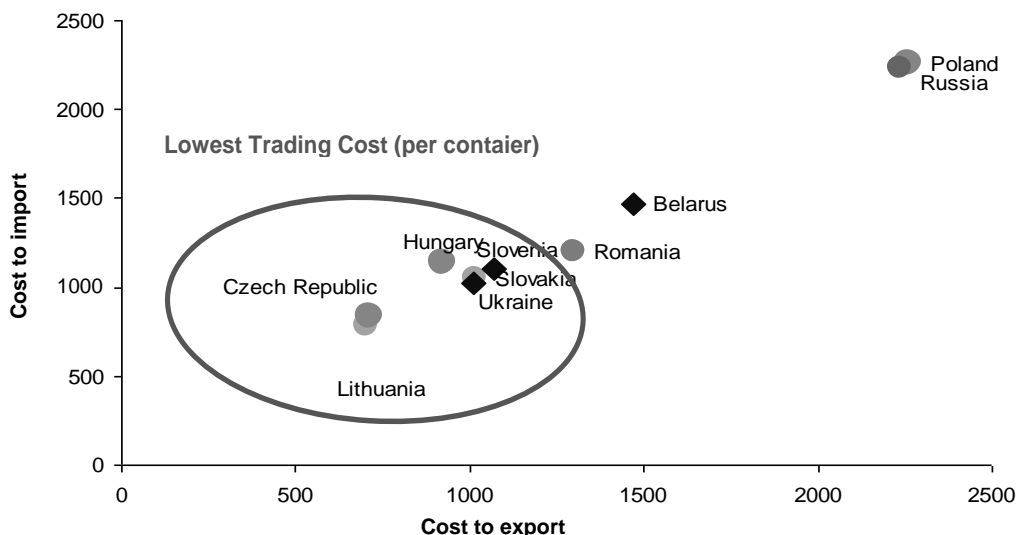 2500
Poland
Russia
2000
Lowest Trading Cost (per contaier)
1500
Belarus
Hungary
Slovenia
Romania
Slovakia
1000
Czech Republic
Ukraine
500
Lithuania
0
0 500 1000 1500 2000 2500
Cost to import
Cost to export